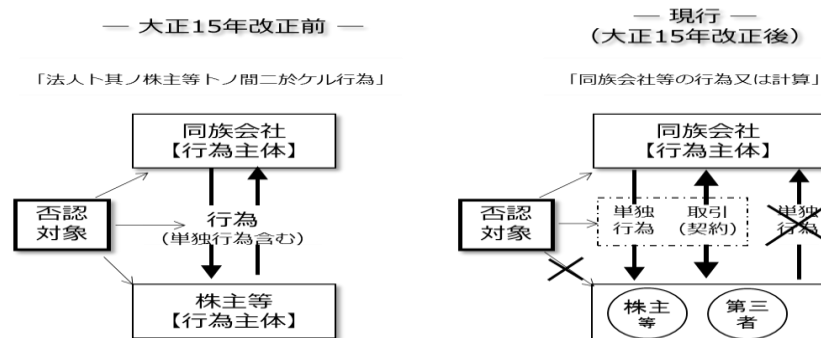 ― 大正15年改正前 ―
「法人ト其ノ株主等トノ間ニ於ケル行為」
同族会社
【行為主体】
否認
対象
行為
(単独行為含む)
株主等
【行為主体】
― 現行 ―
(大正15年改正後)
「同族会社等の行為又は計算」
同族会社
【行為主体】
否認
対象
単独
行為
取引
(契約)
単独
行為
株主
等
第三
者